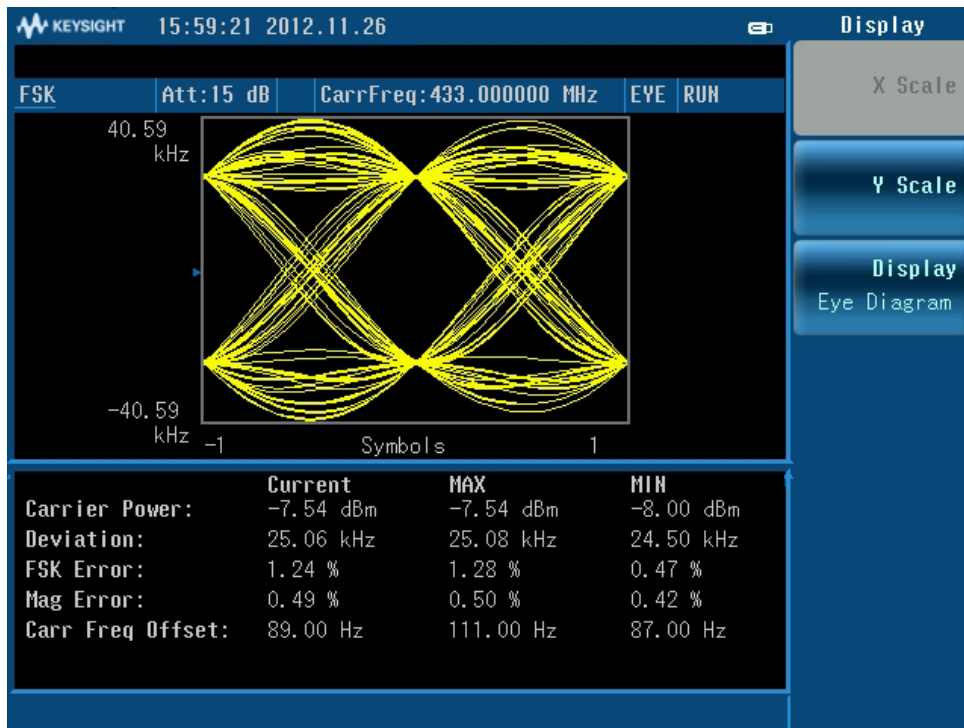 KEYSIGHT 15:59:21 2012.11.26 Display
FSK Att:15 dB CarrFreq:433.000000 MHz EYE RUN
X Scale
40.59
kHz
Y Scale
Display
Eye Diagram
-40.59
kHz
-1 Symbols 1
Current MAX MIN
Carrier Power: -7.54 dBm -7.54 dBm -8.00 dBm
Deviation: 25.06 kHz 25.08 kHz 24.50 kHz
FSK Error: 1.24 % 1.28 % 0.47 %
Mag Error: 0.49 % 0.50 % 0.42 %
Carr Freq Offset: 89.00 Hz 111.00 Hz 87.00 Hz